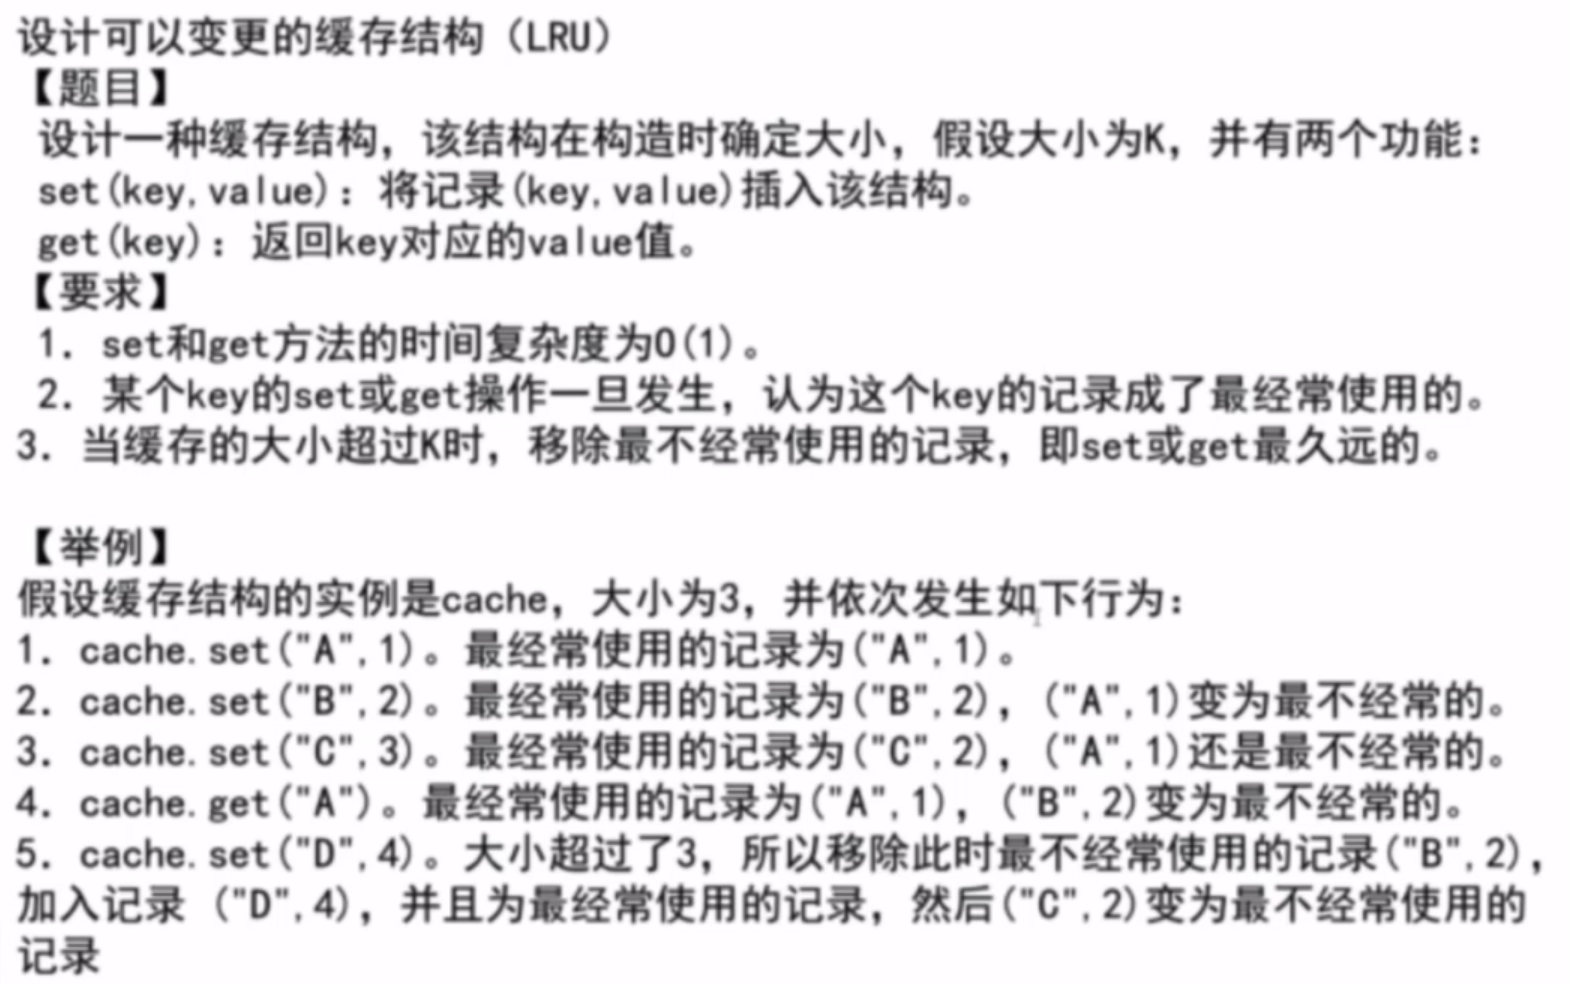 设计可以变更的缓存结构（LRU）
【题目】
设计一种缓存结构，该结构在构造时确定大小，假设大小为K，并有两个功能：
set(key,value)：将记录(key,value)插入该结构。
get(key)：返回key对应的value值。
【要求】
1. set和get方法的时间复杂度为O(1)。
2. 某个key的set或get操作一旦发生，认为这个key的记录成了最经常使用的。
3. 当缓存的大小超过K时，移除最不经常使用的记录，即set或get最久远的。
【举例】
假设缓存结构的实例是cache，大小为3，并依次发生如下行为：
1. cache.set("A",1)。最经常使用的记录为("A",1)。
2. cache.set("B",2)。最经常使用的记录为("B",2)，("A",1)变为最不经常的。
3. cache.set("C",3)。最经常使用的记录为("C",2)，("A",1)还是最不经常的。
4. cache.get("A")。最经常使用的记录为("A",1)，("B",2)变为最不经常的。
5. cache.set("D",4)。大小超过了3，所以移除此时最不经常使用的记录("B",2)，
加入记录 ("D",4)，并且为最经常使用的记录，然后("C",2)变为最不经常使用的
记录